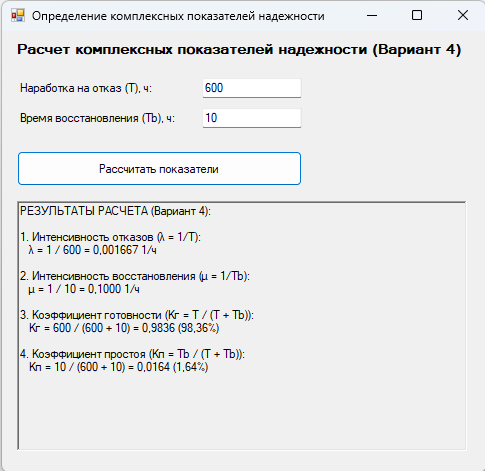 Определение комплексных показателей надежности
Расчет комплексных показателей надежности (Вариант 4)
Наработка на отказ (T), ч:
600
Время восстановления (Tb), ч:
10
Рассчитать показатели
РЕЗУЛЬТАТЫ РАСЧЕТА (Вариант 4):
1. Интенсивность отказов (λ = 1/T):
λ = 1 / 600 = 0,001667 1/ч
2. Интенсивность восстановления (μ = 1/Tb):
μ = 1 / 10 = 0,1000 1/ч
3. Коэффициент готовности (Кг = T / (T + Tb)):
Кг = 600 / (600 + 10) = 0,9836 (98,36%)
4. Коэффициент простоя (Кп = Tb / (T + Tb)):
Кп = 10 / (600 + 10) = 0,0164 (1,64%)